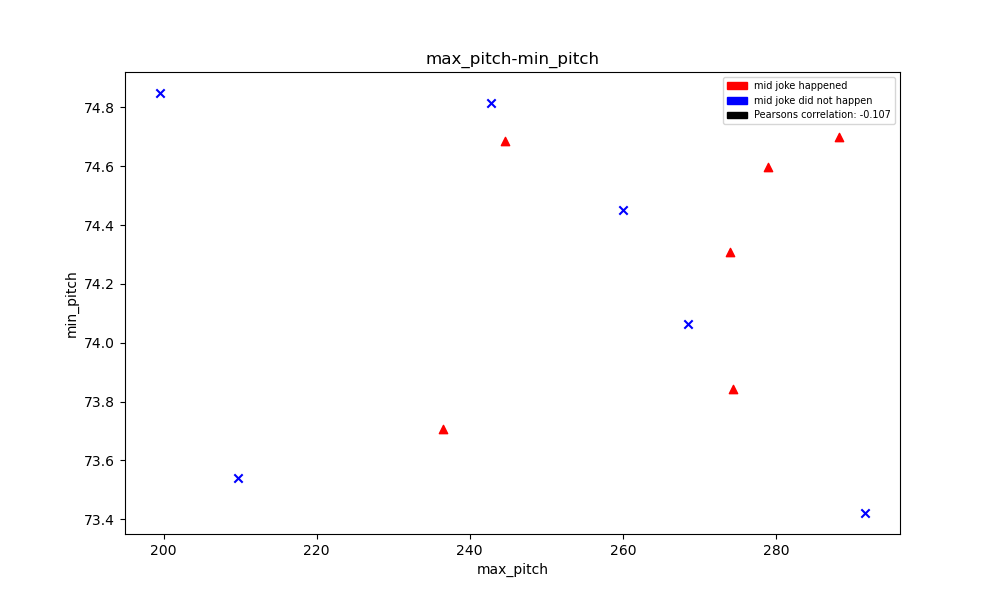 max_pitch-min_pitch
mid joke happened
mid joke did not happen
Pearsons correlation: -0.107
74.8
74.6
74.4
74.2
74.0
73.8
73.6
73.4
min_pitch
200
220
240
260
280
max_pitch